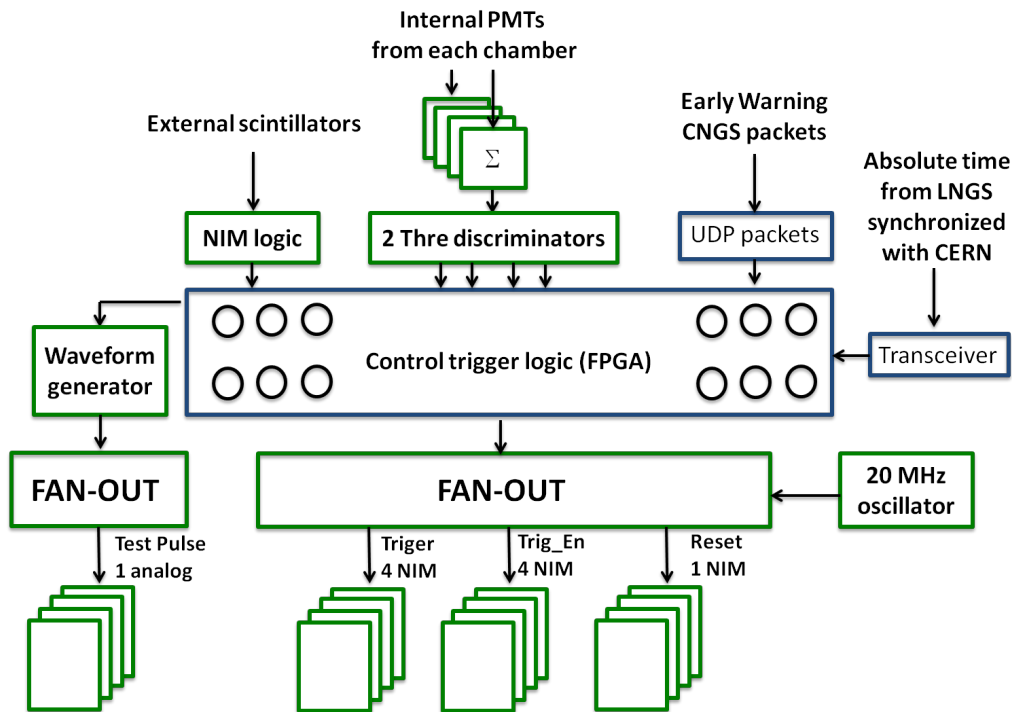 Internal PMTs
from each chamber
External scintillators
Σ
Early Warning
CNGS packets
Absolute time
from LNGS
synchronized
with CERN
NIM logic
2 Thre discriminators
UDP packets
Waveform
generator
Control trigger logic (FPGA)
Transceiver
FAN-OUT
FAN-OUT
20 MHz
oscillator
Test Pulse
1 analog
Triger
4 NIM
Trig_En
4 NIM
Reset
1 NIM